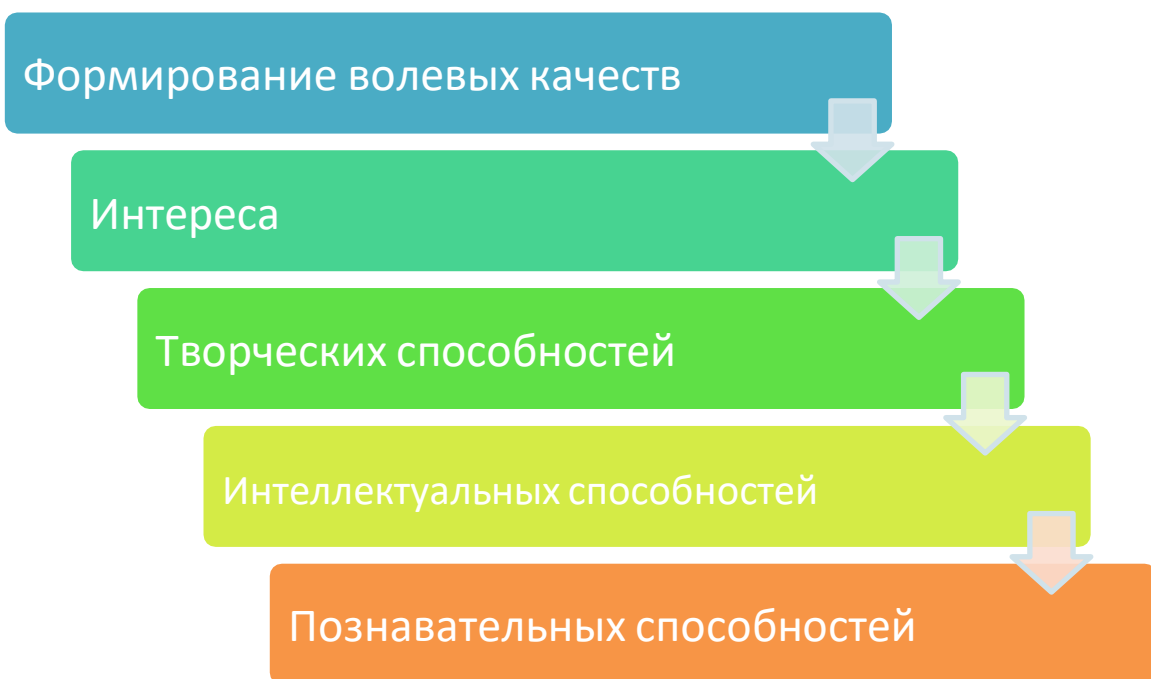 Формирование волевых качеств
Интереса
Творческих способностей
Интеллектуальных способностей
Познавательных способностей